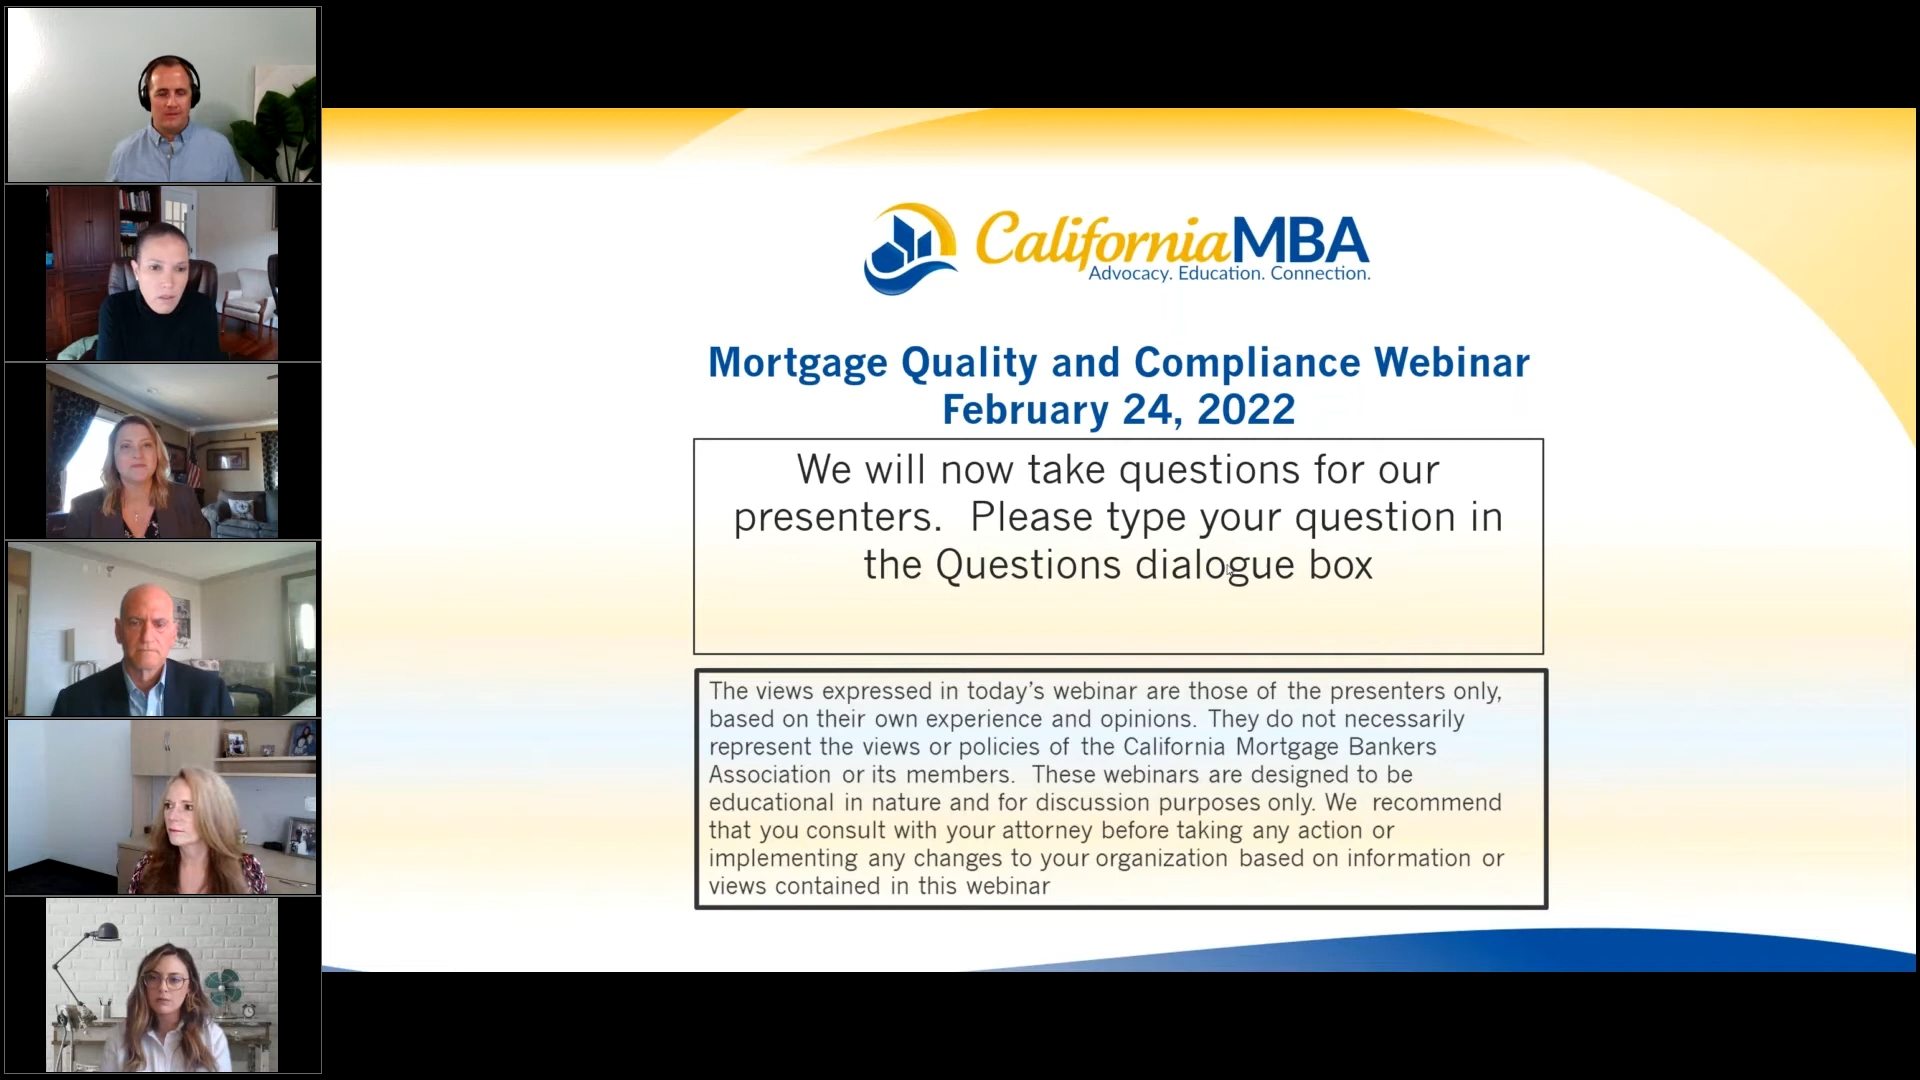 CaliforniaMBA
Advocacy. Education. Connection.
Mortgage Quality and Compliance Webinar
February 24, 2022
We will now take questions for our
presenters.  Please type your question in
the Questions dialogue box
The views expressed in today’s webinar are those of the presenters only,
based on their own experience and opinions. They do not necessarily
represent the views or policies of the California Mortgage Bankers
Association or its members.  These webinars are designed to be
educational in nature and for discussion purposes only. We  recommend
that you consult with your attorney before taking any action or
implementing any changes to your organization based on information or
views contained in this webinar